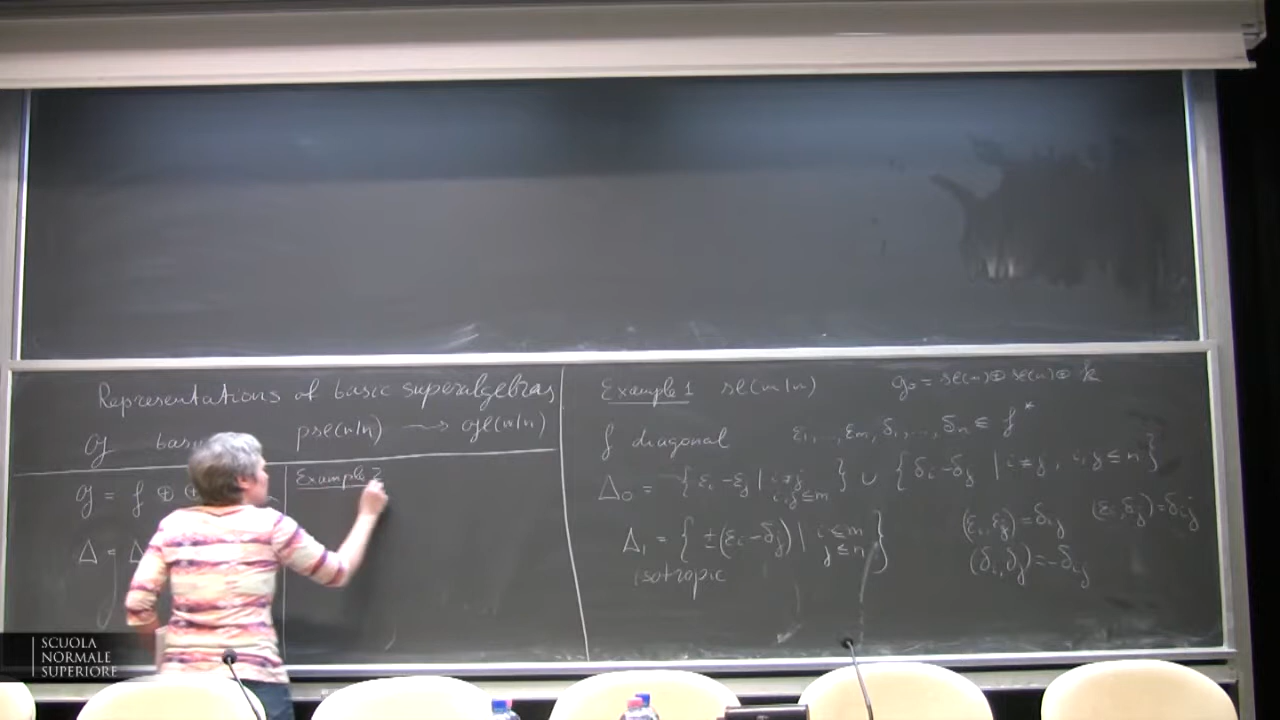 Representations of basic superalgebras
𝔤 basic psl(n|n) ⟶ gl(n|n)
𝔤 = 𝔥 ⊕
Δ =
Example 2
Example 1 sl(m|n) 𝔤₀ = sl(m) ⊕ sl(n) ⊕ k
𝔥 diagonal ε₁, ..., εₘ, δ₁, ..., δₙ ∈ 𝔥*
Δ₀ = { εᵢ - εⱼ | i ≠ j, i, j ≤ m } ∪ { δᵢ - δⱼ | i ≠ j, i, j ≤ n }
Δ₁ = { ±(εᵢ - δⱼ) | i ≤ m, j ≤ n }
isotropic
(εᵢ, εⱼ) = δᵢⱼ
(δᵢ, δⱼ) = -δᵢⱼ
(εᵢ, δⱼ) = δᵢⱼ
SCUOLA
NORMALE
SUPERIORE